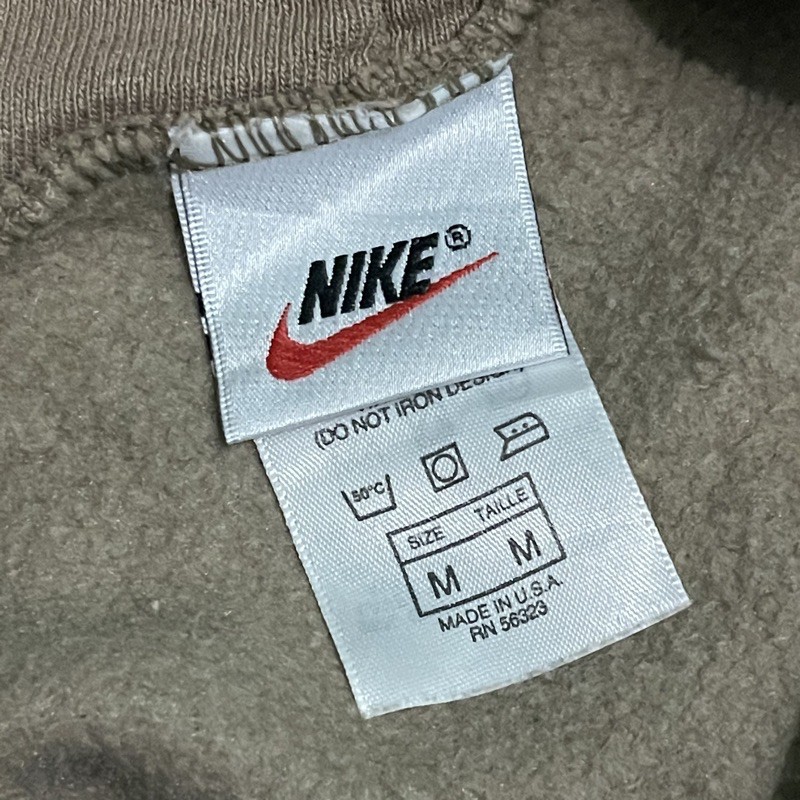 NIKE®
(DO NOT IRON DESIGN)
50°C
SIZE TAILLE
M M
MADE IN U.S.A.
RN 56323